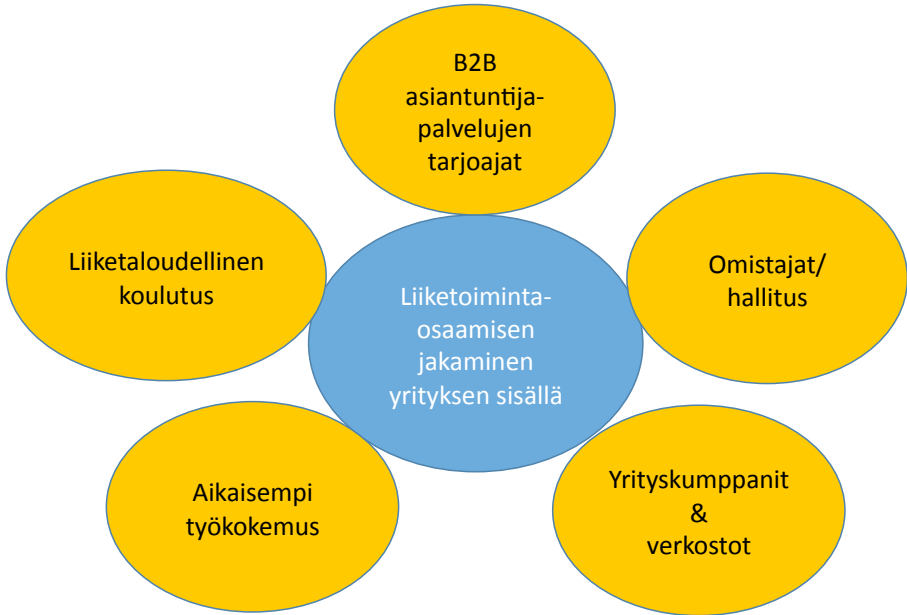 B2B
asiantuntija-
palvelujen
tarjoajat
Liiketaloudellinen
koulutus
Omistajat/
hallitus
Liiketoiminta-
osaamisen
jakaminen
yrityksen sisällä
Aikaisempi
työkokemus
Yrityskumppanit
&
verkostot